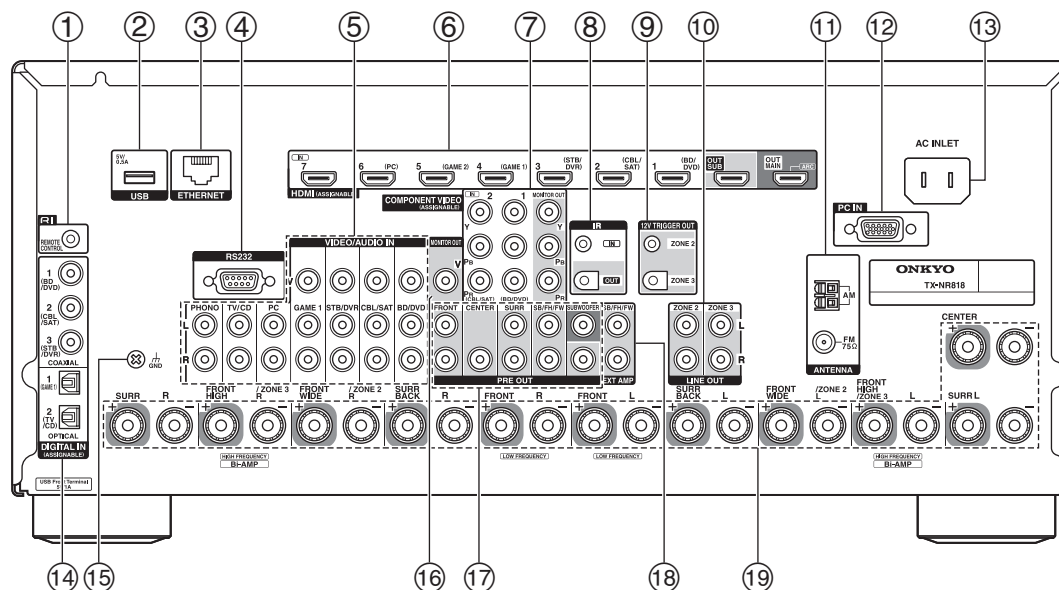 ① ② ③ ④ ⑤ ⑥ ⑦ ⑧ ⑨ ⑩ ⑪ ⑫ ⑬
5V/
0.5A
USB
ETHERNET
IN
7
6 (PC)
5 (GAME 2)
4 (GAME 1)
3 (STB/
DVR)
2 (CBL/
SAT)
1 (BD/
DVD)
OUT
SUB
OUT
MAIN
ARC
HDMI (ASSIGNABLE)
AC INLET
RI
REMOTE
CONTROL
COMPONENT VIDEO
(ASSIGNABLE)
IN
2
1
MONITOR OUT
Y
Y
PB
PB
PR
PR
(CBL/SAT)
(BD/DVD)
IR
IN
OUT
12V TRIGGER OUT
ZONE 2
ZONE 3
PC IN
RS232
VIDEO/AUDIO IN
V
MONITOR OUT
V
1
(BD
/DVD)
2
(CBL
/SAT)
3
(STB/
DVR)
COAXIAL
PHONO
TV/CD
PC
GAME 1
STB/DVR
CBL/SAT
BD/DVD
L
R
FRONT
CENTER
SURR
SB/FH/FW
SUBWOOFER
SB/FH/FW
PRE OUT
EXT AMP
ZONE 2
ZONE 3
L
R
LINE OUT
AM
FM
75Ω
ANTENNA
ONKYO
TX-NR818
GND
1
(GAME 1)
2
(TV
/CD)
OPTICAL
DIGITAL IN
(ASSIGNABLE)
CENTER
+ −
SURR R
FRONT
HIGH /ZONE 3
R
FRONT
WIDE /ZONE 2
R
SURR
BACK R
FRONT R
FRONT L
SURR
BACK L
FRONT
WIDE /ZONE 2
L
FRONT
HIGH
/ZONE 3 L
SURR L
+ − + − + − + − + − + − + − + − + − + −
HIGH FREQUENCY
Bi-AMP
LOW FREQUENCY
LOW FREQUENCY
HIGH FREQUENCY
Bi-AMP
USB Front Terminal
⑭ ⑮ ⑯ ⑰ ⑱ ⑲